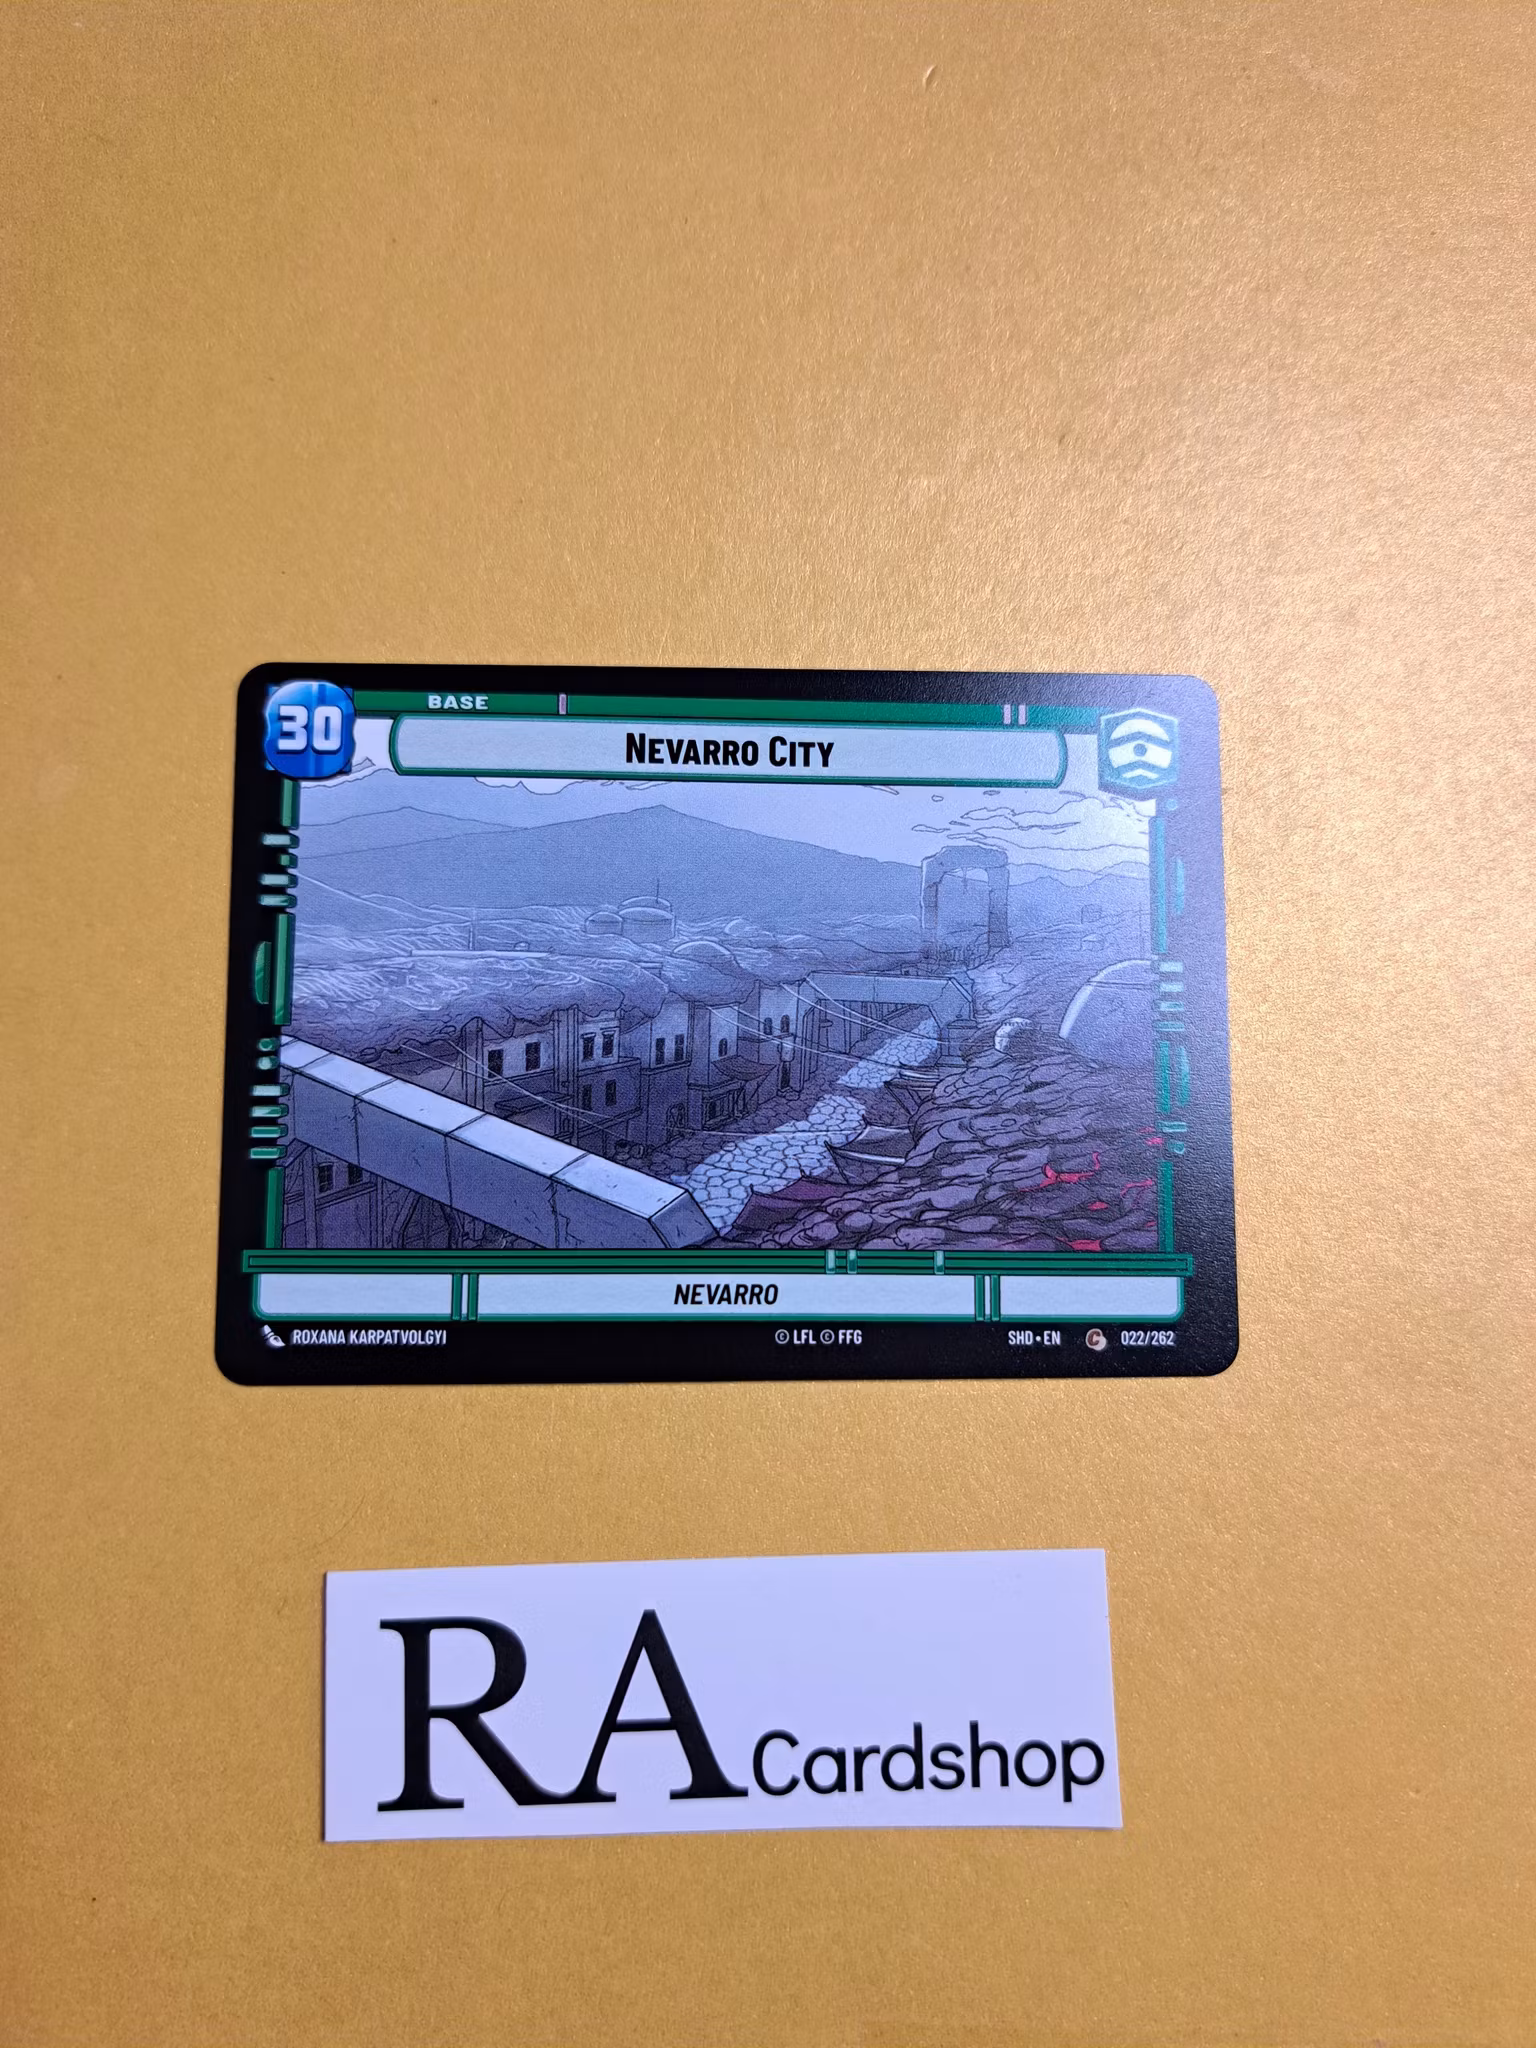 BASE
30
NEVARRO CITY
NEVARRO
ROXANA KARPATVOLGYI
© LFL © FFG
SHD • EN C 022/262
RA Cardshop